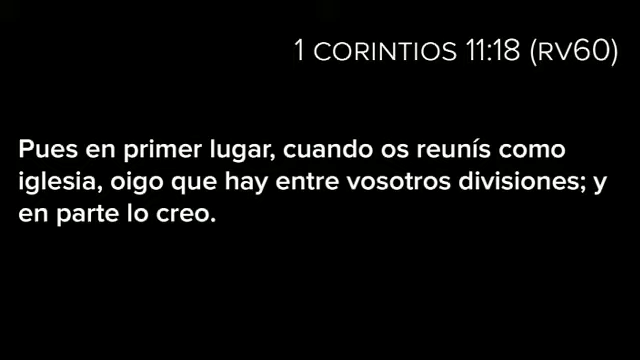 1 CORINTIOS 11:18 (RV60)
Pues en primer lugar, cuando os reunís como
iglesia, oigo que hay entre vosotros divisiones; y
en parte lo creo.